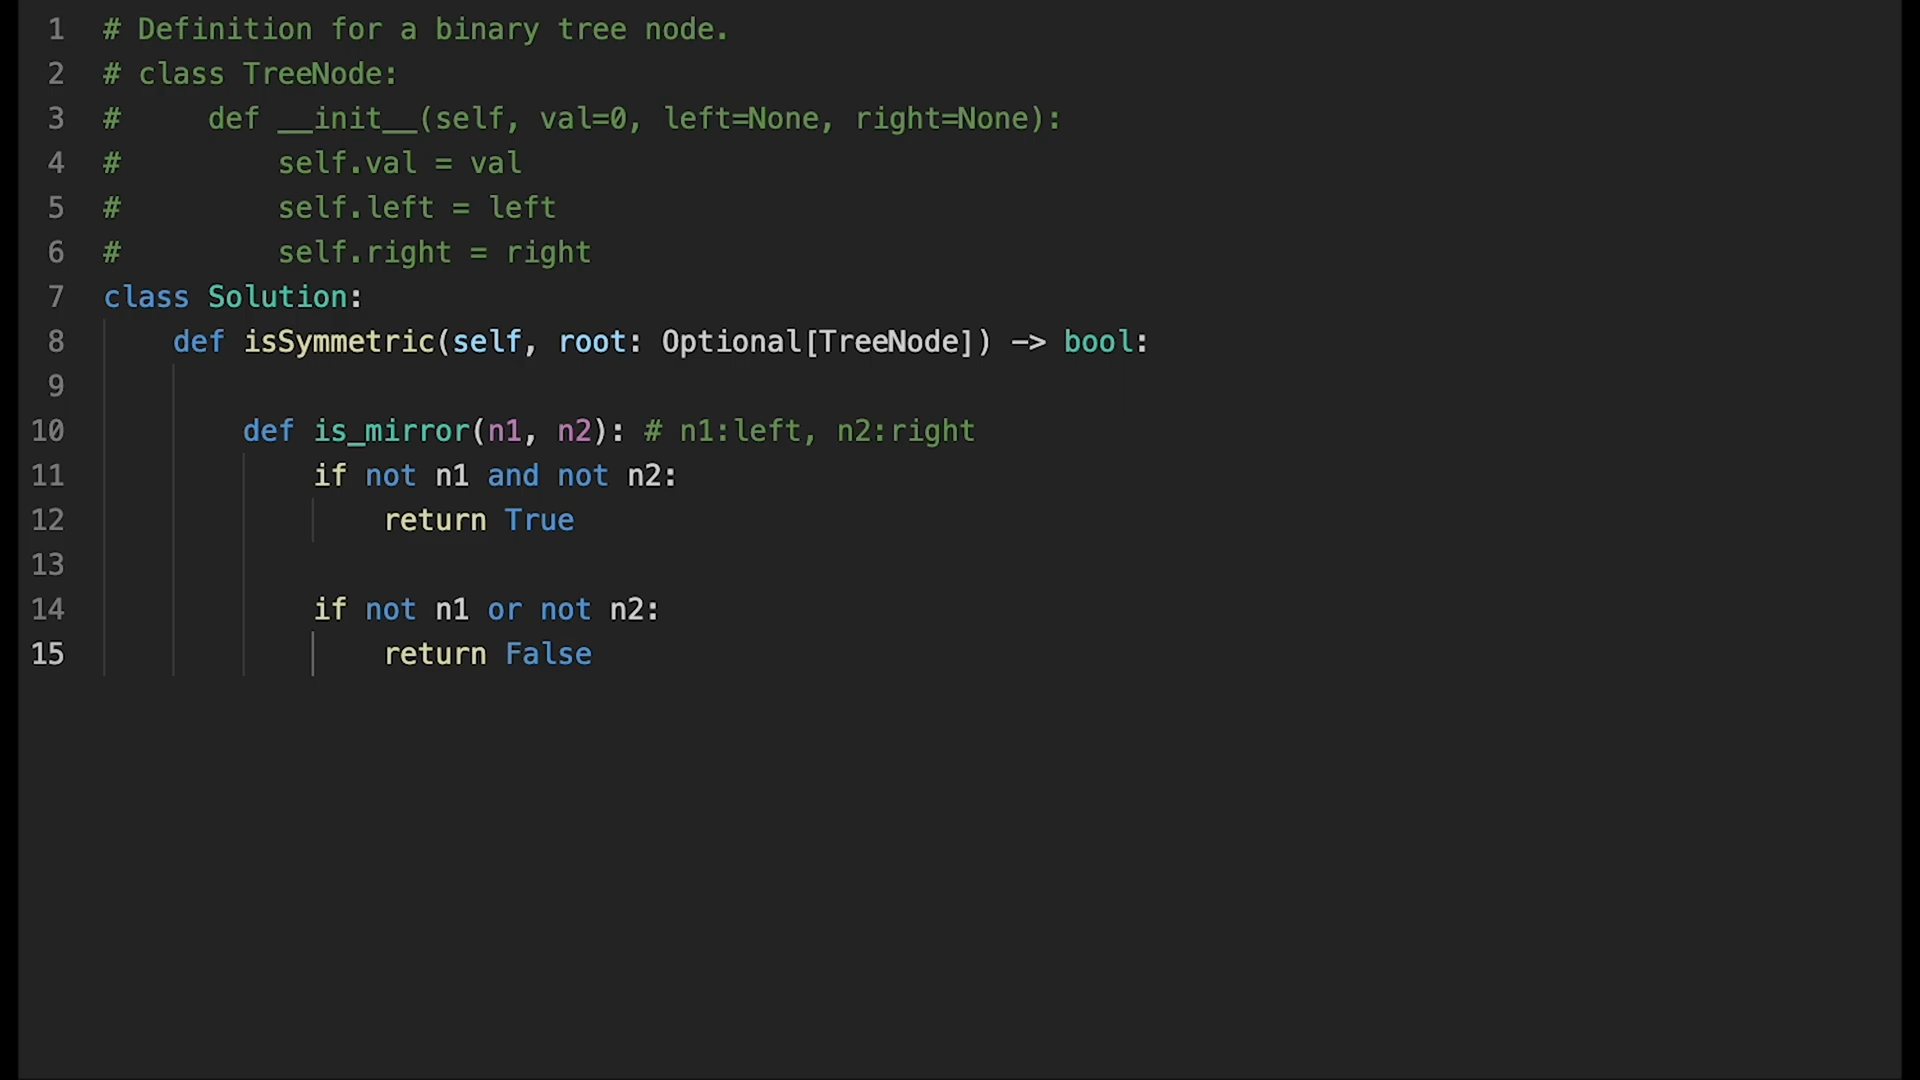 1 # Definition for a binary tree node.
2 # class TreeNode:
3 #     def __init__(self, val=0, left=None, right=None):
4 #         self.val = val
5 #         self.left = left
6 #         self.right = right
7 class Solution:
8     def isSymmetric(self, root: Optional[TreeNode]) -> bool:
9
10         def is_mirror(n1, n2): # n1:left, n2:right
11             if not n1 and not n2:
12                 return True
13
14             if not n1 or not n2:
15                 return False